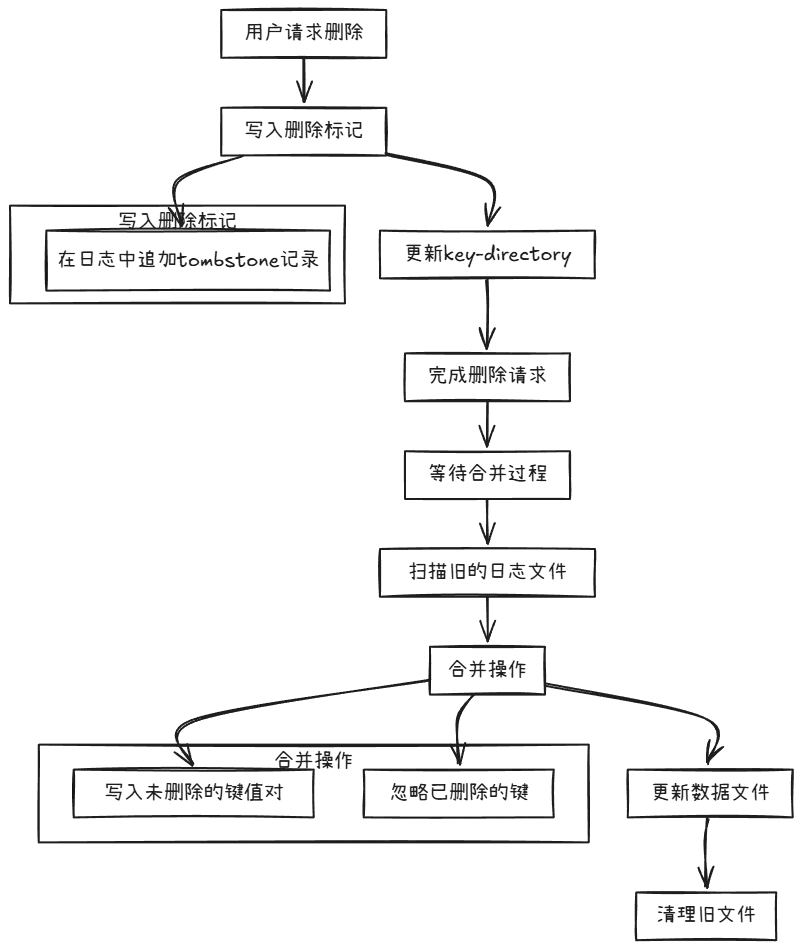 用户请求删除
写入删除标记
写入删除标记
在日志中追加tombstone记录
更新key-directory
完成删除请求
等待合并过程
扫描旧的日志文件
合并操作
合并操作
写入未删除的键值对
忽略已删除的键
更新数据文件
清理旧文件